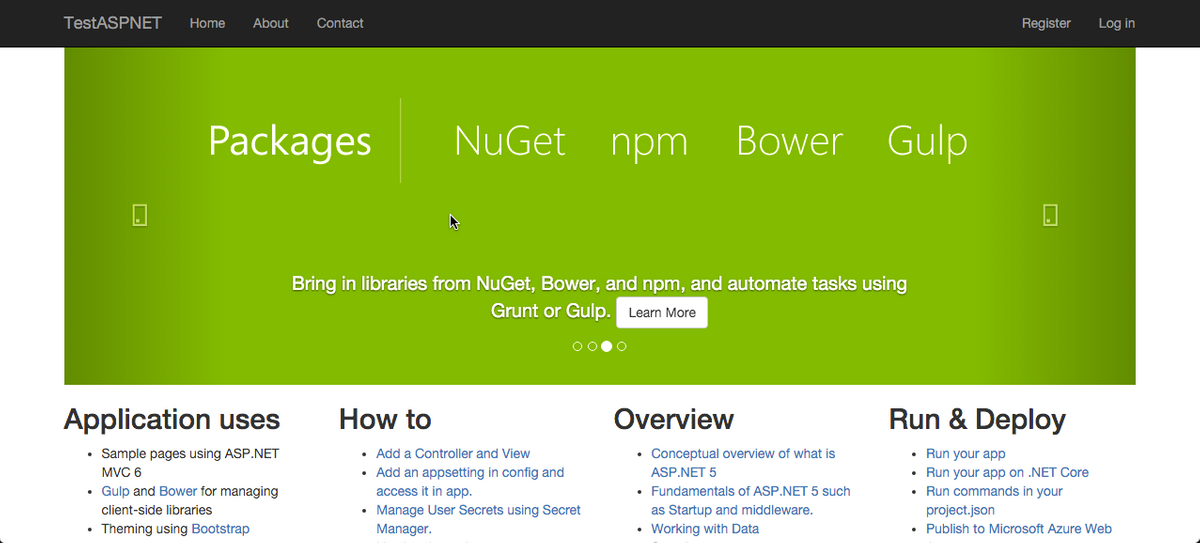 TestASPNET Home About Contact Register Log in
Packages NuGet npm Bower Gulp
Bring in libraries from NuGet, Bower, and npm, and automate tasks using
Grunt or Gulp. Learn More
Application uses
Sample pages using ASP.NET
MVC 6
Gulp and Bower for managing
client-side libraries
Theming using Bootstrap
How to
Add a Controller and View
Add an appsetting in config and
access it in app.
Manage User Secrets using Secret
Manager.
Overview
Conceptual overview of what is
ASP.NET 5
Fundamentals of ASP.NET 5 such
as Startup and middleware.
Working with Data
Run & Deploy
Run your app
Run your app on .NET Core
Run commands in your
project.json
Publish to Microsoft Azure Web